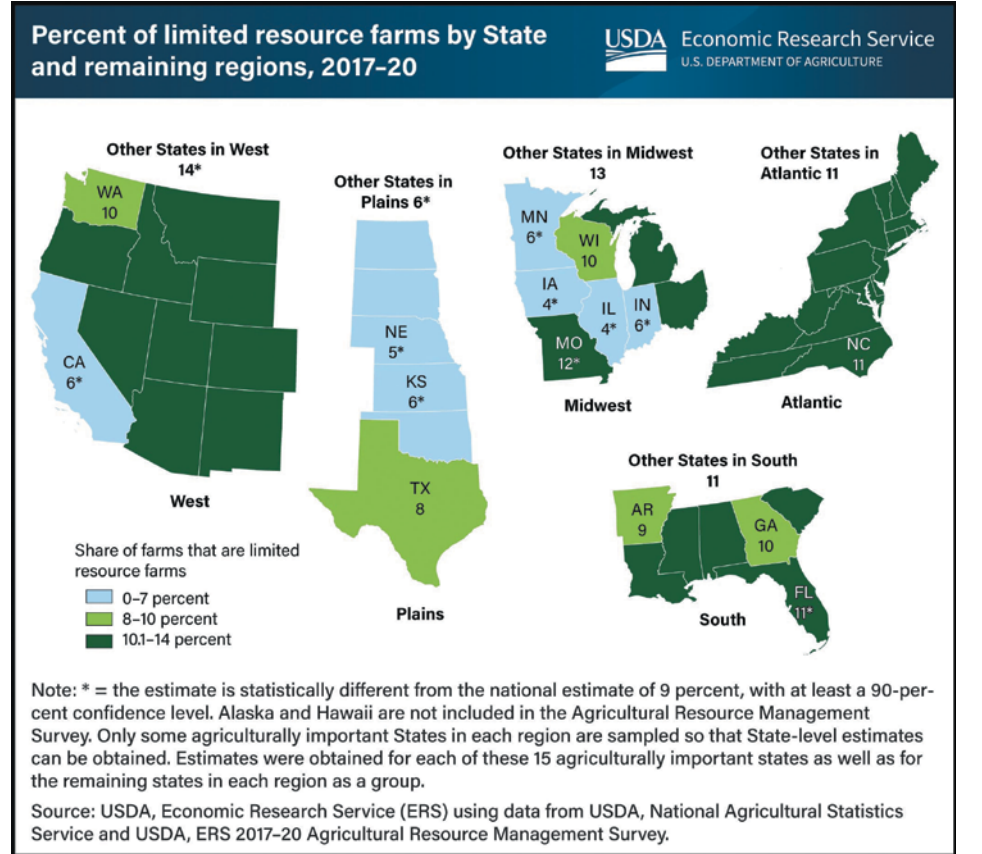 Percent of limited resource farms by State
and remaining regions, 2017–20
USDA
Economic Research Service
U.S. DEPARTMENT OF AGRICULTURE
Other States in West
14*
WA
10
CA
6*
West
Other States in
Plains 6*
NE
5*
KS
6*
TX
8
Plains
Other States in Midwest
13
MN
6*
WI
10
IA
4*
IL
4*
IN
6*
MO
12*
Midwest
Other States in
Atlantic 11
NC
11
Atlantic
Other States in South
11
AR
9
GA
10
FL
11*
South
Share of farms that are limited
resource farms
0–7 percent
8–10 percent
10.1–14 percent
Note: * = the estimate is statistically different from the national estimate of 9 percent, with at least a 90-per-
cent confidence level. Alaska and Hawaii are not included in the Agricultural Resource Management
Survey. Only some agriculturally important States in each region are sampled so that State-level estimates
can be obtained. Estimates were obtained for each of these 15 agriculturally important states as well as for
the remaining states in each region as a group.
Source: USDA, Economic Research Service (ERS) using data from USDA, National Agricultural Statistics
Service and USDA, ERS 2017–20 Agricultural Resource Management Survey.